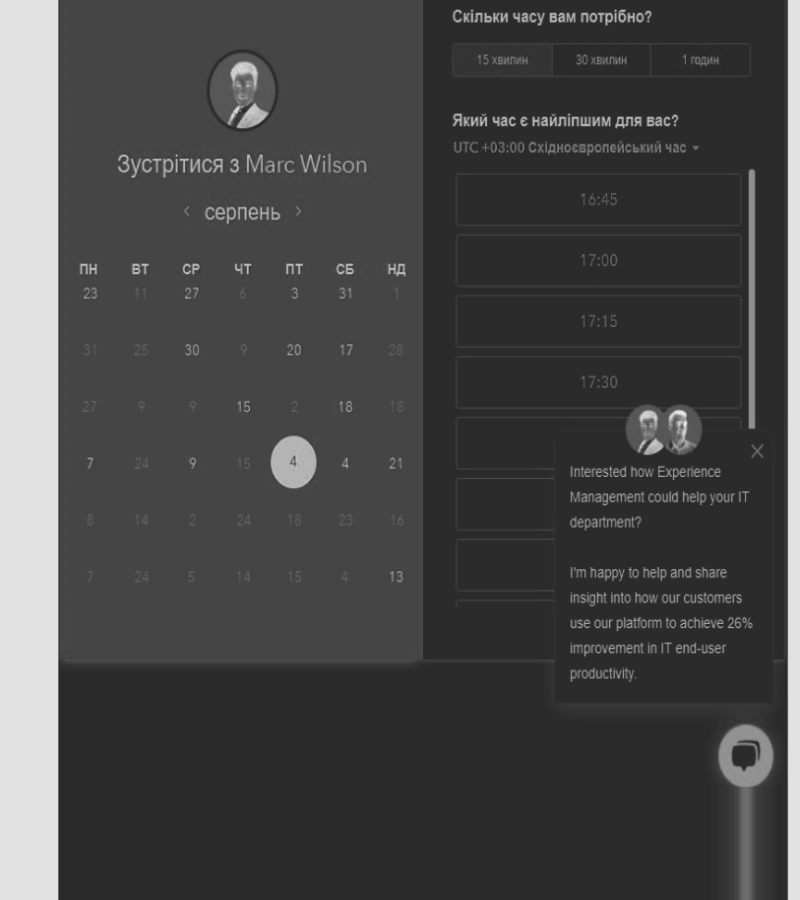 Зустрітися з Marc Wilson
серпень
ПН ВТ СР ЧТ ПТ СБ НД
23 11 27 6 3 31 1
31 25 30 9 20 17 28
27 9 9 15 2 18 18
7 24 9 15 4 4 21
8 14 2 24 18 23 16
7 24 5 14 15 4 13
Скільки часу вам потрібно?
15 хвилин 30 хвилин 1 годин
Який час є найліпшим для вас?
UTC +03:00 Східноєвропейський час
16:45
17:00
17:15
17:30
Interested how Experience
Management could help your IT
department?
I'm happy to help and share
insight into how our customers
use our platform to achieve 26%
improvement in IT end-user
productivity.